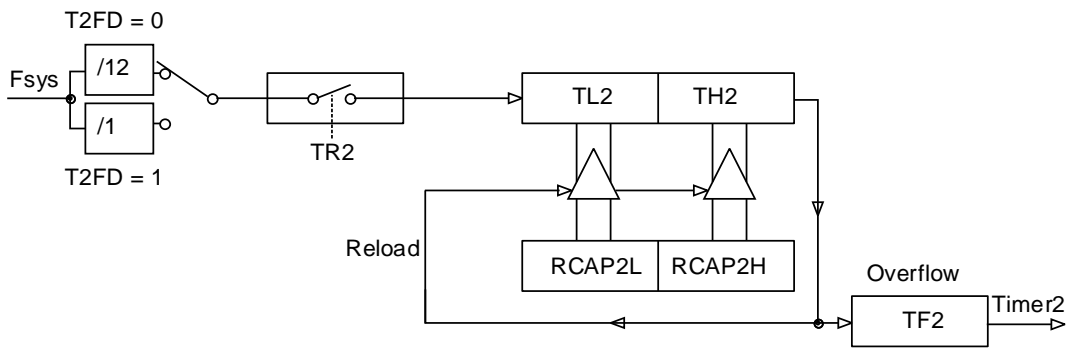 T2FD = 0
Fsys
/12
/1
T2FD = 1
TR2
TL2
TH2
Reload
RCAP2L
RCAP2H
Overflow
TF2
Timer2